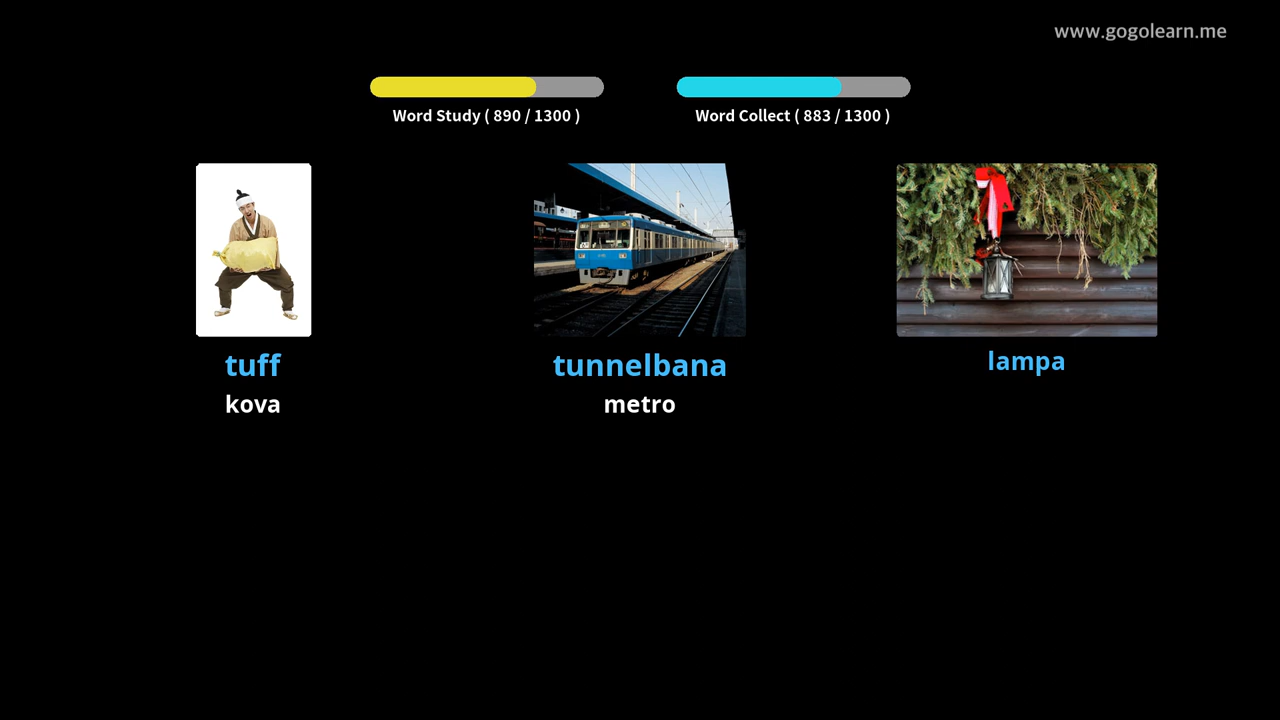 www.gogolearn.me
Word Study ( 890 / 1300 )
Word Collect ( 883 / 1300 )
tuff
kova
tunnelbana
metro
lampa